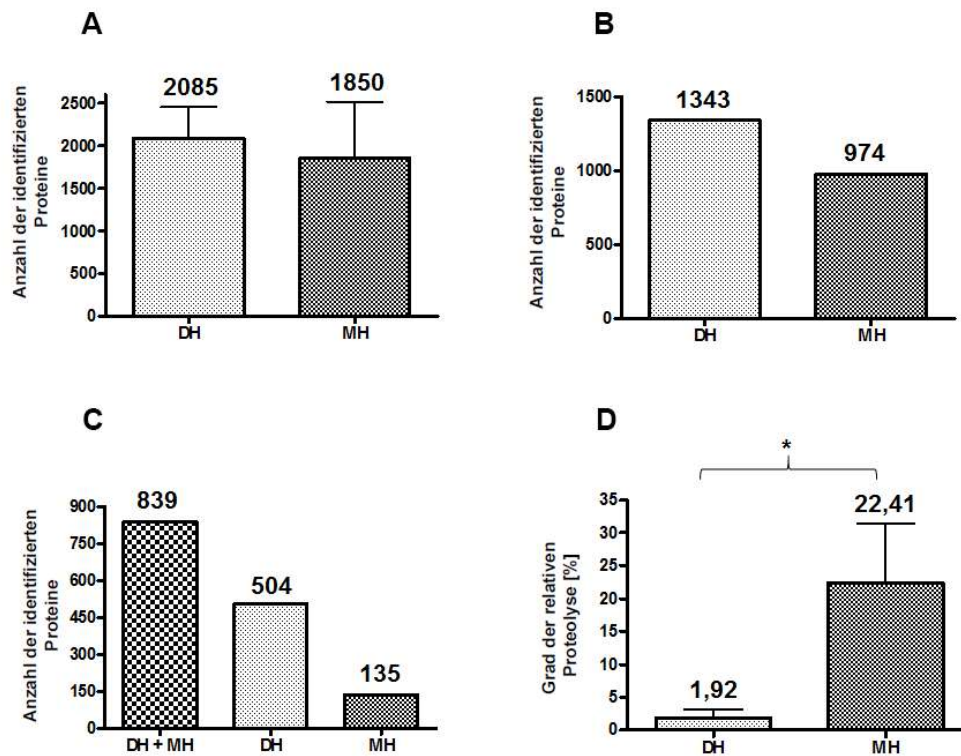 A
2085
1850
Anzahl der identifizierten
Proteine
2500
2000
1500
1000
500
0
DH
MH
B
1343
974
Anzahl der identifizierten
Proteine
1500
1000
500
0
DH
MH
C
839
504
135
Anzahl der identifizierten
Proteine
900
750
600
450
300
150
0
DH + MH
DH
MH
D
*
22,41
1,92
Grad der relativen
Proteolyse [%]
35
30
25
20
15
10
5
0
DH
MH